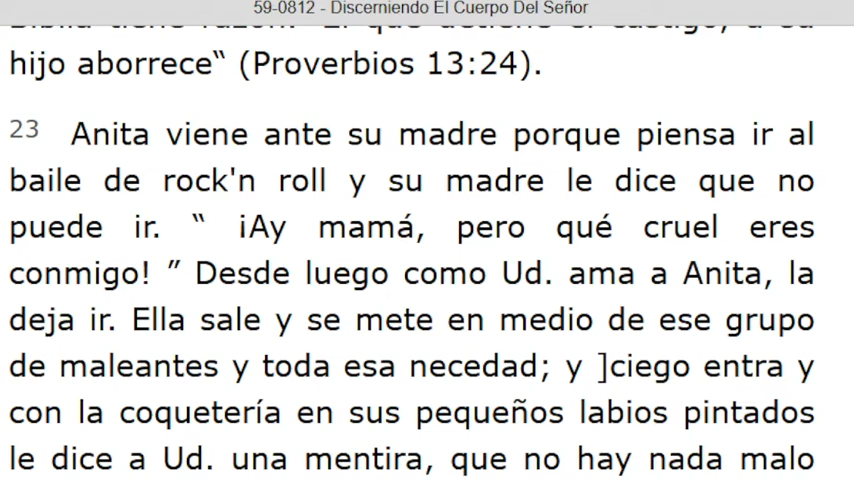 59-0812 - Discerniendo El Cuerpo Del Señor
hijo aborrece“ (Proverbios 13:24).
23 Anita viene ante su madre porque piensa ir al
baile de rock'n roll y su madre le dice que no
puede ir. “ ¡Ay mamá, pero qué cruel eres
conmigo! ” Desde luego como Ud. ama a Anita, la
deja ir. Ella sale y se mete en medio de ese grupo
de maleantes y toda esa necedad; y ]ciego entra y
con la coquetería en sus pequeños labios pintados
le dice a Ud. una mentira, que no hay nada malo